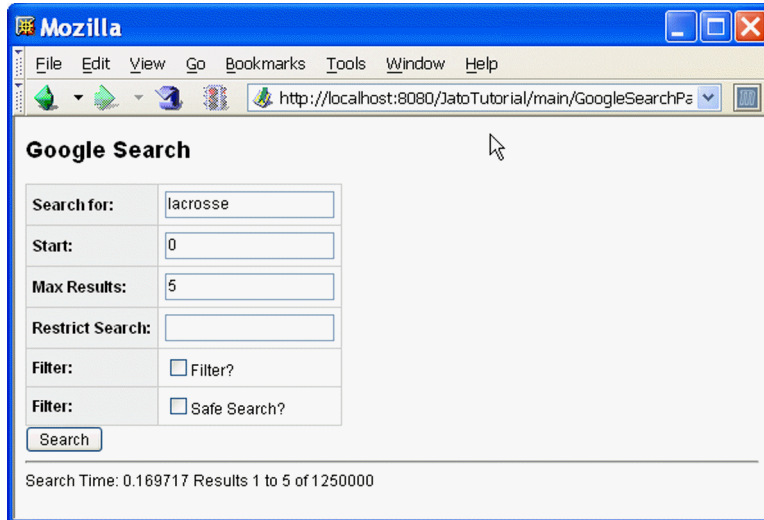 Mozilla
File Edit View Go Bookmarks Tools Window Help
http://localhost:8080/JatoTutorial/main/GoogleSearchPa
Google Search
Search for: lacrosse
Start: 0
Max Results: 5
Restrict Search:
Filter: Filter?
Filter: Safe Search?
Search
Search Time: 0.169717 Results 1 to 5 of 1250000